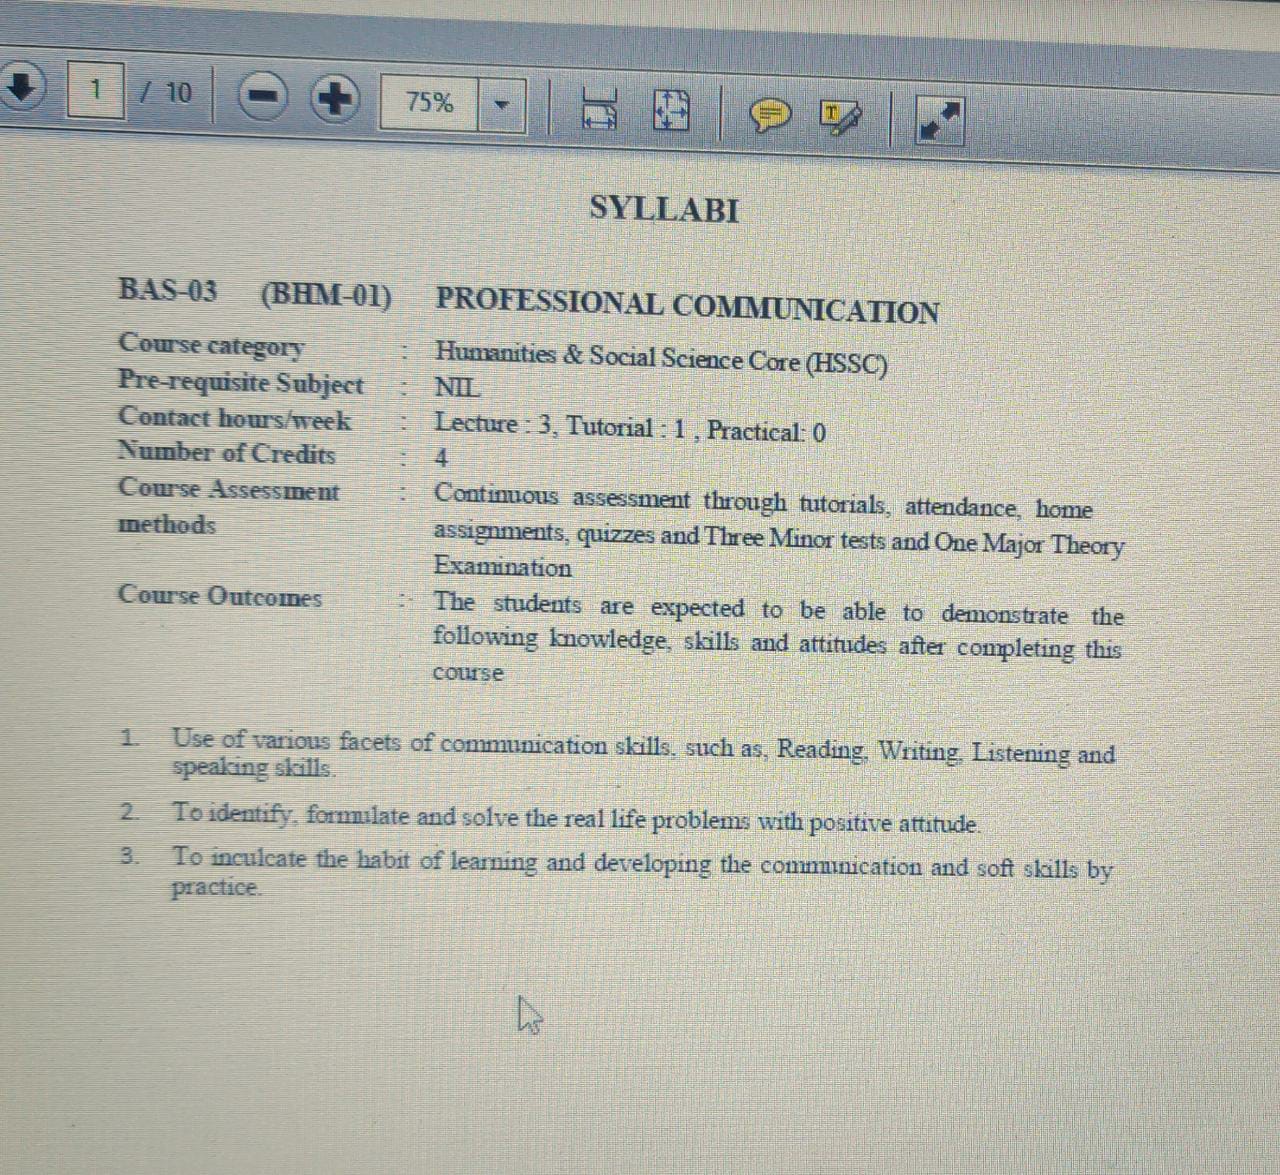 1 / 10 75%
T
SYLLABI
BAS-03 (BHM-01) PROFESSIONAL COMMUNICATION
Course category : Humanities & Social Science Core (HSSC)
Pre-requisite Subject : NIL
Contact hours/week : Lecture : 3, Tutorial : 1 , Practical: 0
Number of Credits : 4
Course Assessment : Continuous assessment through tutorials, attendance, home
methods assignments, quizzes and Three Minor tests and One Major Theory
Examination
Course Outcomes : The students are expected to be able to demonstrate the
following knowledge, skills and attitudes after completing this
course
1. Use of various facets of communication skills, such as, Reading, Writing, Listening and
speaking skills.
2. To identify, formulate and solve the real life problems with positive attitude.
3. To inculcate the habit of learning and developing the communication and soft skills by
practice.